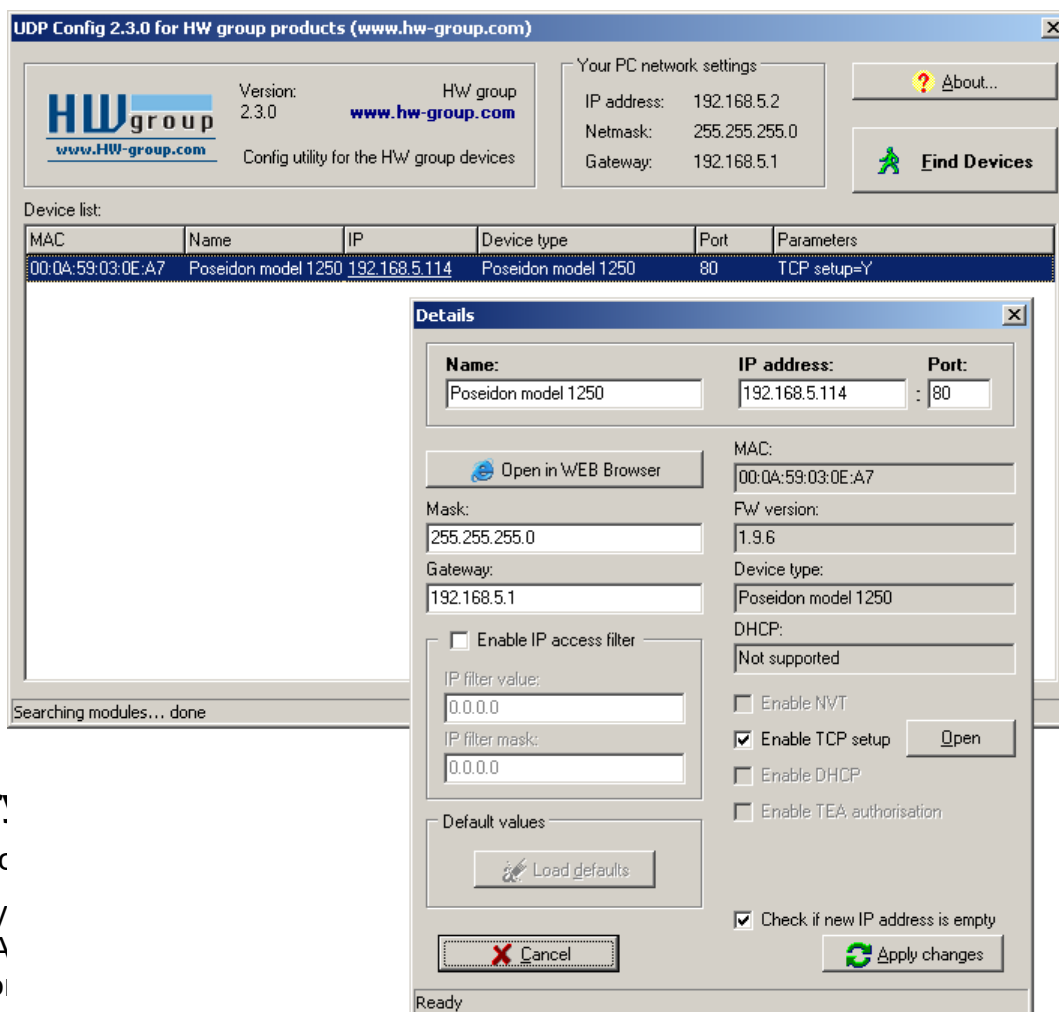 UDP Config 2.3.0 for HW group products (www.hw-group.com)
HW group
www.HW-group.com
Version: HW group
2.3.0 www.hw-group.com
Config utility for the HW group devices
Your PC network settings
IP address: 192.168.5.2
Netmask: 255.255.255.0
Gateway: 192.168.5.1
About...
Find Devices
Device list:
MAC Name IP Device type Port Parameters
00:0A:59:03:0E:A7 Poseidon model 1250 192.168.5.114 Poseidon model 1250 80 TCP setup=Y
Searching modules... done
Details
Name: IP address: Port:
Poseidon model 1250 192.168.5.114 : 80
Open in WEB Browser
Mask:
255.255.255.0
Gateway:
192.168.5.1
Enable IP access filter
IP filter value:
0.0.0.0
IP filter mask:
0.0.0.0
Default values
Load defaults
MAC:
00:0A:59:03:0E:A7
FW version:
1.9.6
Device type:
Poseidon model 1250
DHCP:
Not supported
Enable NVT
Enable TCP setup Open
Enable DHCP
Enable TEA authorisation
Check if new IP address is empty
Cancel Apply changes
Ready